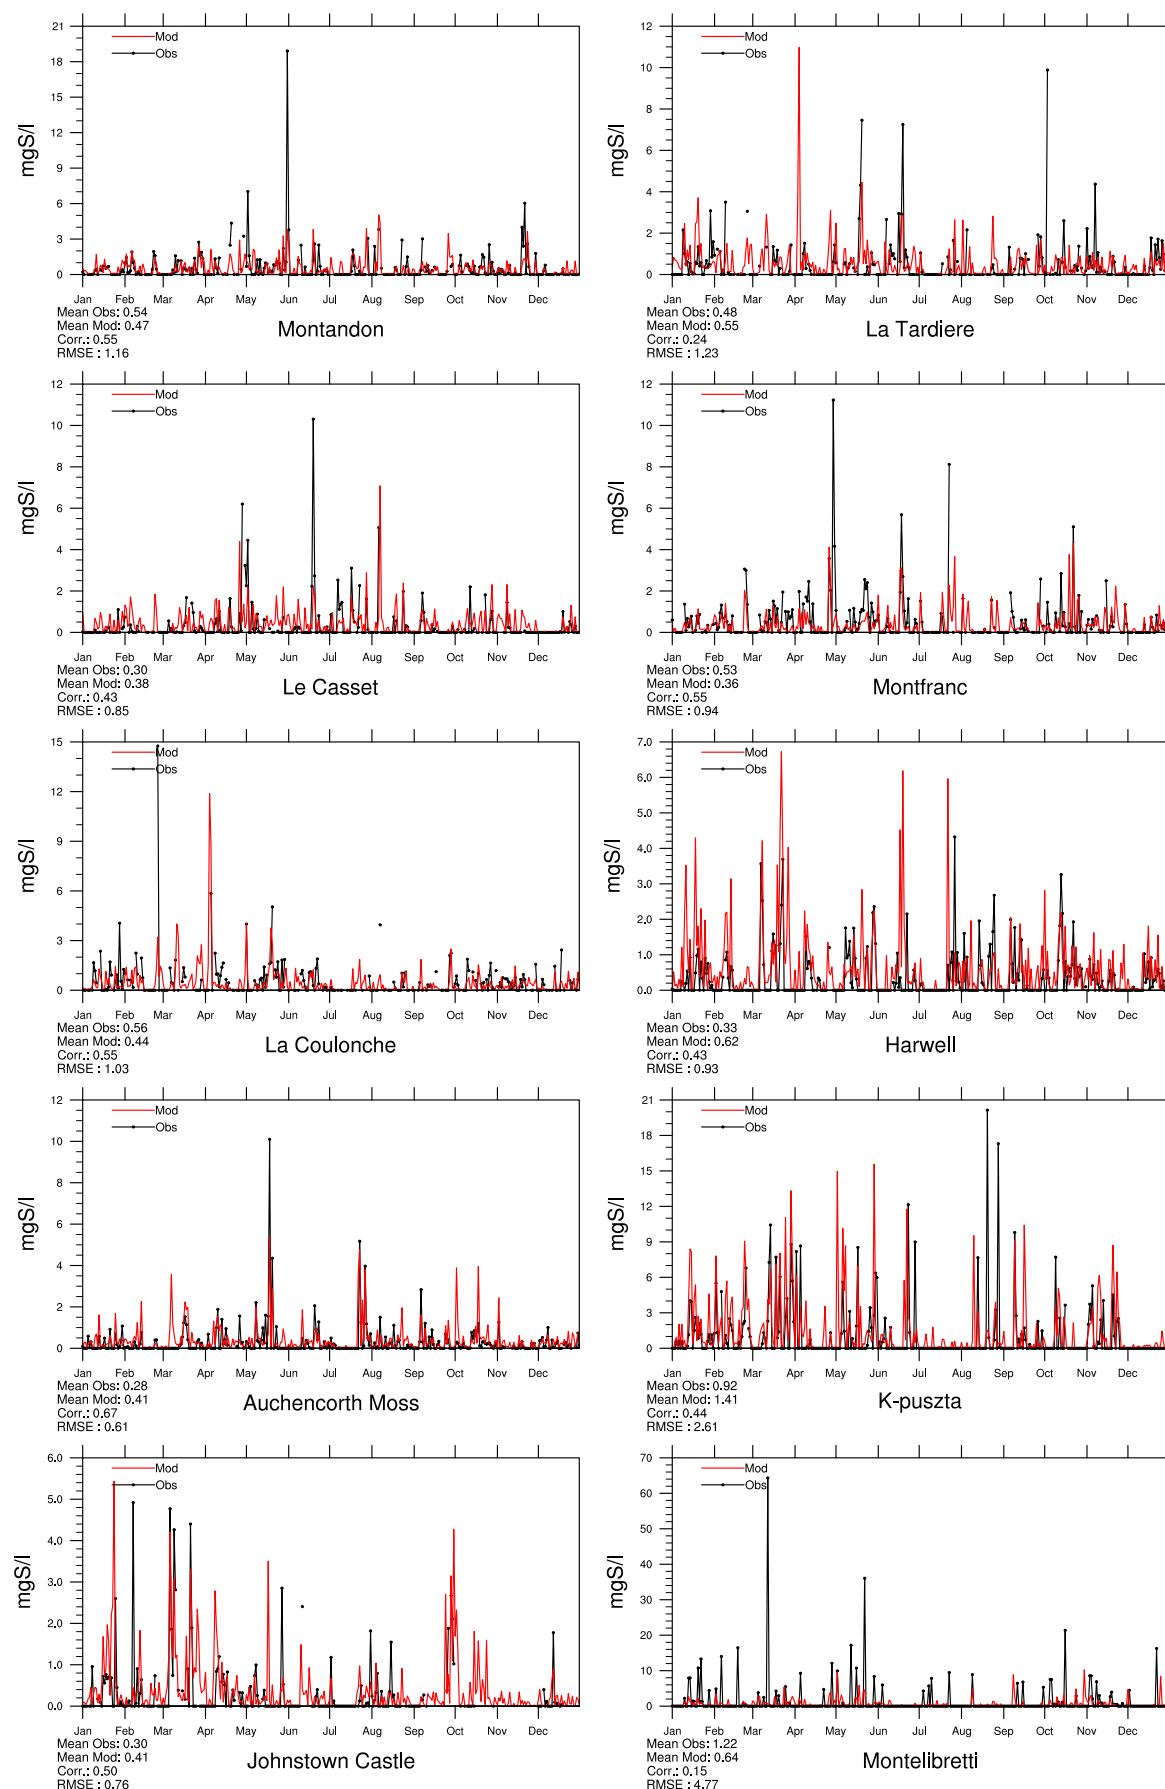 21
18
15
12
9
6
3
0
mgS/l
Mod
Obs
Jan Feb Mar Apr May Jun Jul Aug Sep Oct Nov Dec
Mean Obs: 0.54
Mean Mod: 0.47
Corr.: 0.55
RMSE : 1.16
Montandon
12
10
8
6
4
2
0
mgS/l
Mod
Obs
Jan Feb Mar Apr May Jun Jul Aug Sep Oct Nov Dec
Mean Obs: 0.48
Mean Mod: 0.55
Corr.: 0.24
RMSE : 1.23
La Tardiere
12
10
8
6
4
2
0
mgS/l
Mod
Obs
Jan Feb Mar Apr May Jun Jul Aug Sep Oct Nov Dec
Mean Obs: 0.30
Mean Mod: 0.38
Corr.: 0.43
RMSE : 0.85
Le Casset
12
10
8
6
4
2
0
mgS/l
Mod
Obs
Jan Feb Mar Apr May Jun Jul Aug Sep Oct Nov Dec
Mean Obs: 0.53
Mean Mod: 0.36
Corr.: 0.55
RMSE : 0.94
Montfranc
15
12
9
6
3
0
mgS/l
Mod
Obs
Jan Feb Mar Apr May Jun Jul Aug Sep Oct Nov Dec
Mean Obs: 0.56
Mean Mod: 0.44
Corr.: 0.55
RMSE : 1.03
La Coulonche
7.0
6.0
5.0
4.0
3.0
2.0
1.0
0.0
mgS/l
Mod
Obs
Jan Feb Mar Apr May Jun Jul Aug Sep Oct Nov Dec
Mean Obs: 0.33
Mean Mod: 0.62
Corr.: 0.43
RMSE : 0.93
Harwell
12
10
8
6
4
2
0
mgS/l
Mod
Obs
Jan Feb Mar Apr May Jun Jul Aug Sep Oct Nov Dec
Mean Obs: 0.28
Mean Mod: 0.41
Corr.: 0.67
RMSE : 0.61
Auchencorth Moss
21
18
15
12
9
6
3
0
mgS/l
Mod
Obs
Jan Feb Mar Apr May Jun Jul Aug Sep Oct Nov Dec
Mean Obs: 0.92
Mean Mod: 1.41
Corr.: 0.44
RMSE : 2.61
K-puszta
6.0
5.0
4.0
3.0
2.0
1.0
0.0
mgS/l
Mod
Obs
Jan Feb Mar Apr May Jun Jul Aug Sep Oct Nov Dec
Mean Obs: 0.30
Mean Mod: 0.41
Corr.: 0.50
RMSE : 0.76
Johnstown Castle
70
60
50
40
30
20
10
0
mgS/l
Mod
Obs
Jan Feb Mar Apr May Jun Jul Aug Sep Oct Nov Dec
Mean Obs: 1.22
Mean Mod: 0.64
Corr.: 0.15
RMSE : 4.77
Montelibretti